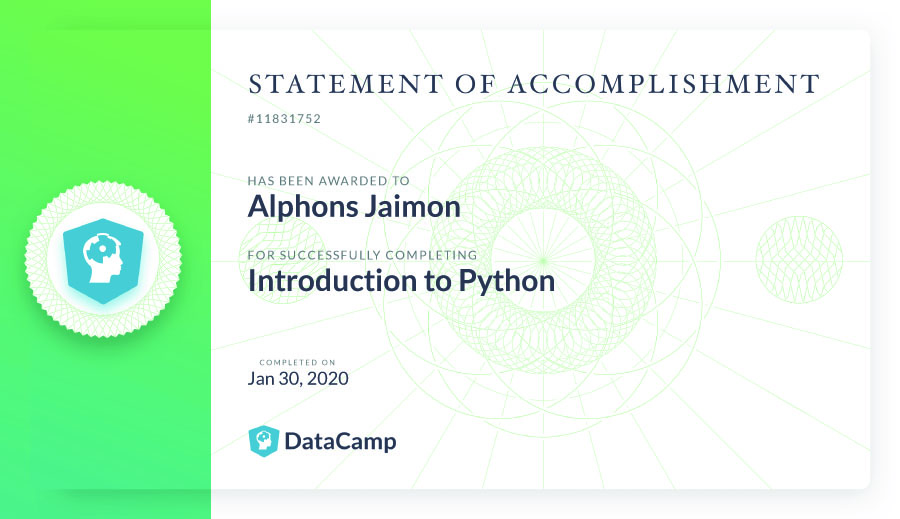 STATEMENT OF ACCOMPLISHMENT
#11831752
HAS BEEN AWARDED TO
Alphons Jaimon
FOR SUCCESSFULLY COMPLETING
Introduction to Python
COMPLETED ON
Jan 30, 2020
DataCamp